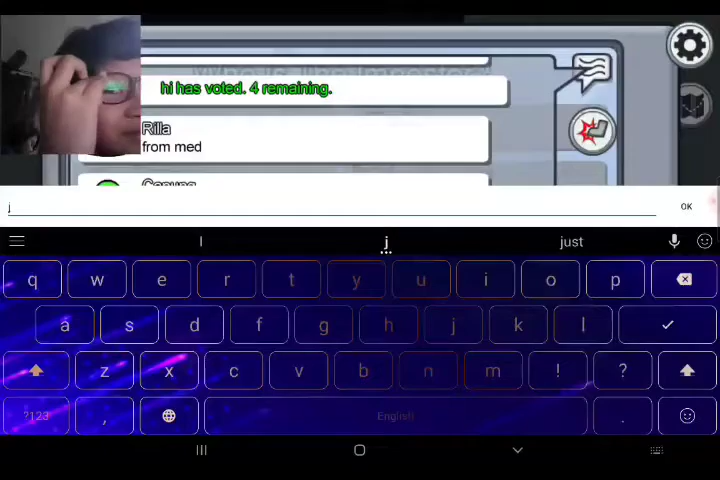 hi has voted. 4 remaining.
Rilla
from med
j
OK
I j just
q w e r t y u i o p
a s d f g h j k l
z x c v b n m ! ?
?123 , English .